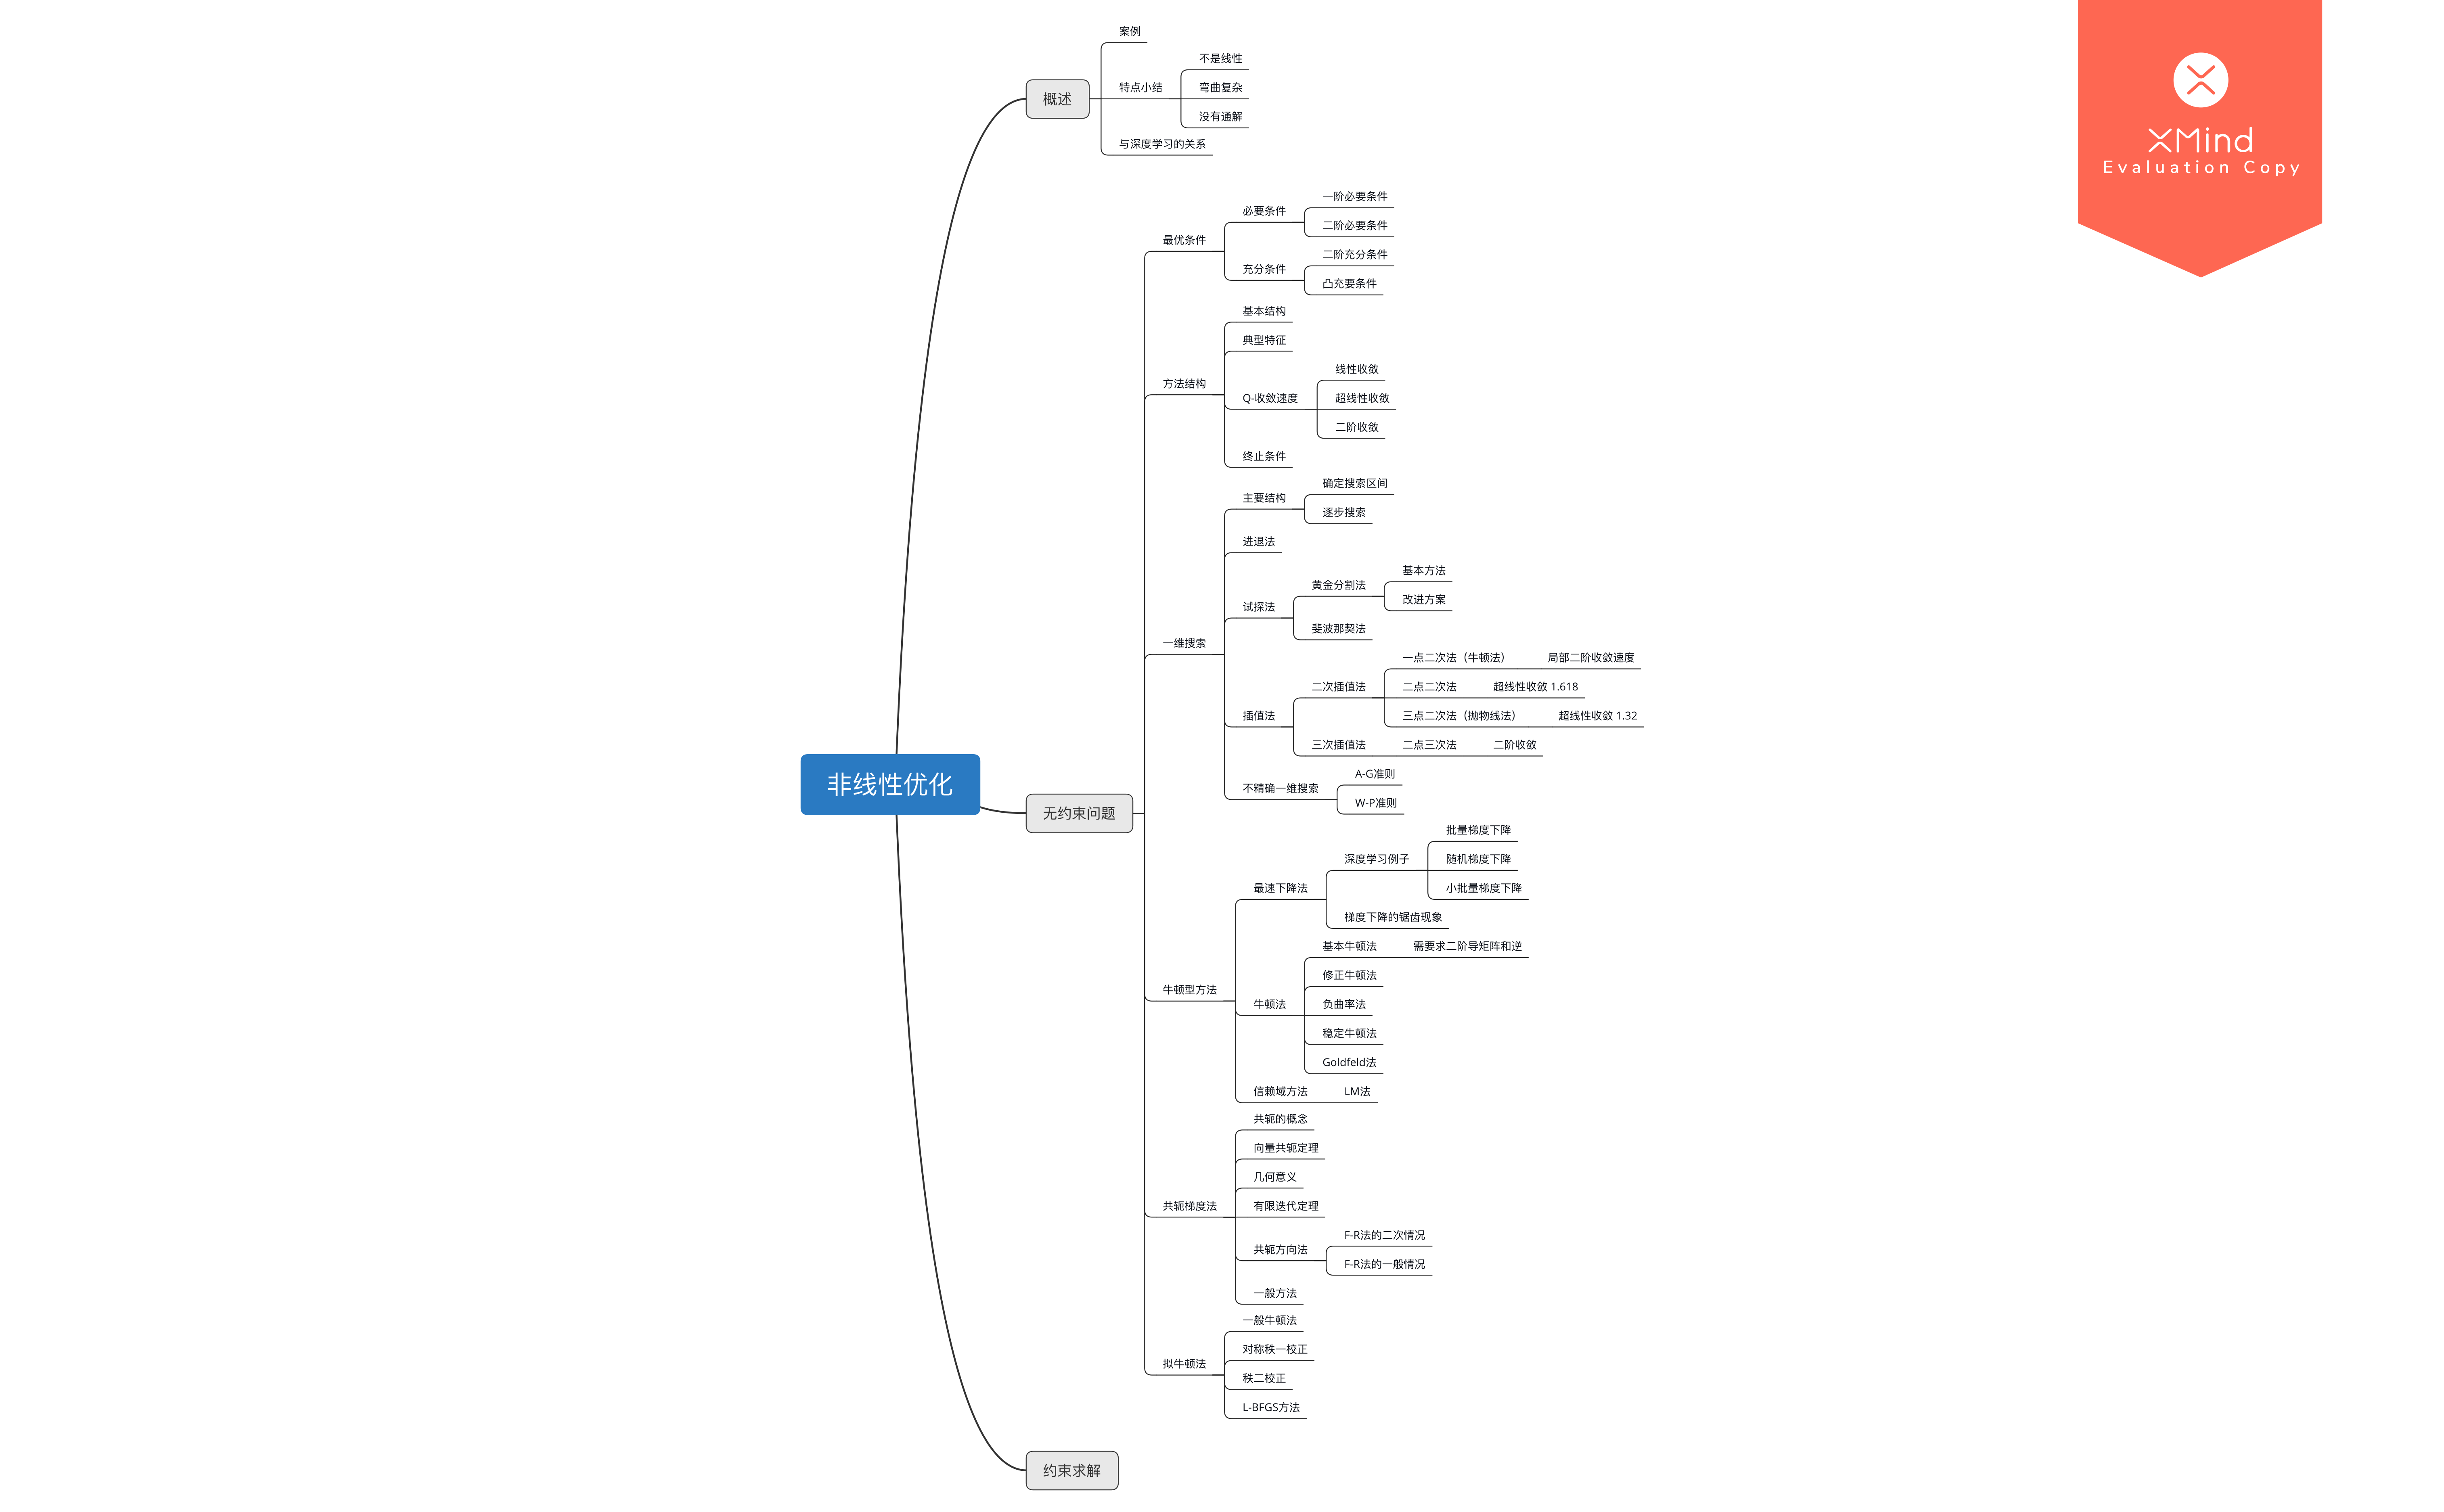 案例
不是线性
特点小结
弯曲复杂
概述
没有通解
与深度学习的关系
XMind
Evaluation Copy
一阶必要条件
必要条件
二阶必要条件
最优条件
二阶充分条件
充分条件
凸充要条件
基本结构
典型特征
线性收敛
方法结构
Q-收敛速度
超线性收敛
二阶收敛
终止条件
确定搜索区间
主要结构
逐步搜索
进退法
基本方法
黄金分割法
改进方案
试探法
斐波那契法
一维搜索
一点二次法（牛顿法）
局部二阶收敛速度
二次插值法
二点二次法
超线性收敛 1.618
插值法
三点二次法（抛物线法）
超线性收敛 1.32
三次插值法
二点三次法
二阶收敛
A-G准则
不精确一维搜索
W-P准则
非线性优化
无约束问题
批量梯度下降
深度学习例子
随机梯度下降
最速下降法
小批量梯度下降
梯度下降的锯齿现象
基本牛顿法
需要求二阶导矩阵和逆
修正牛顿法
牛顿型方法
牛顿法
负曲率法
稳定牛顿法
Goldfeld法
信赖域方法
LM法
共轭的概念
向量共轭定理
几何意义
共轭梯度法
有限迭代定理
F-R法的二次情况
共轭方向法
F-R法的一般情况
一般方法
一般牛顿法
对称秩一校正
拟牛顿法
秩二校正
L-BFGS方法
约束求解